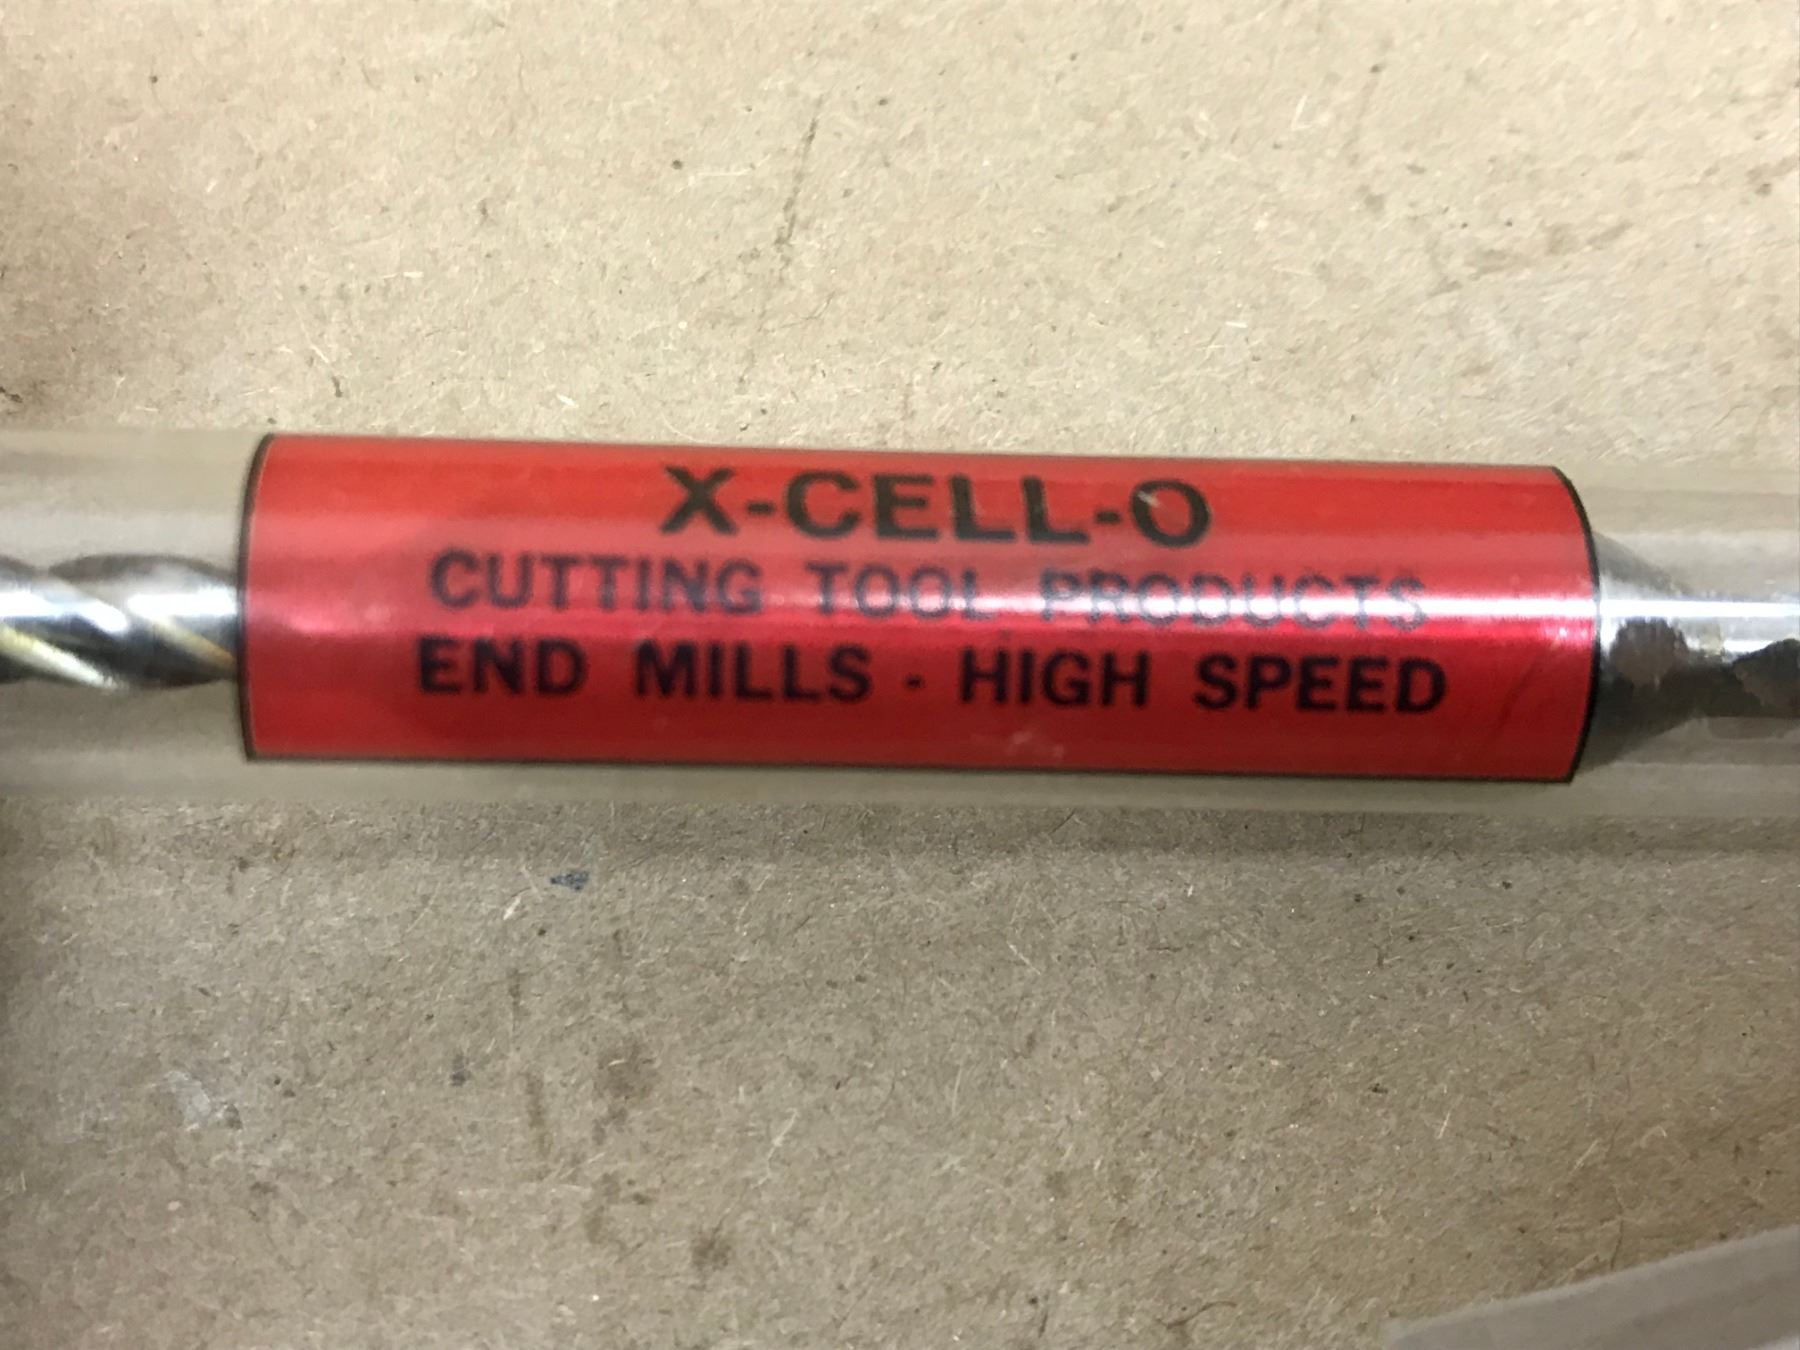 X-CELL-O
CUTTING TOOL PRODUCTS
END MILLS - HIGH SPEED